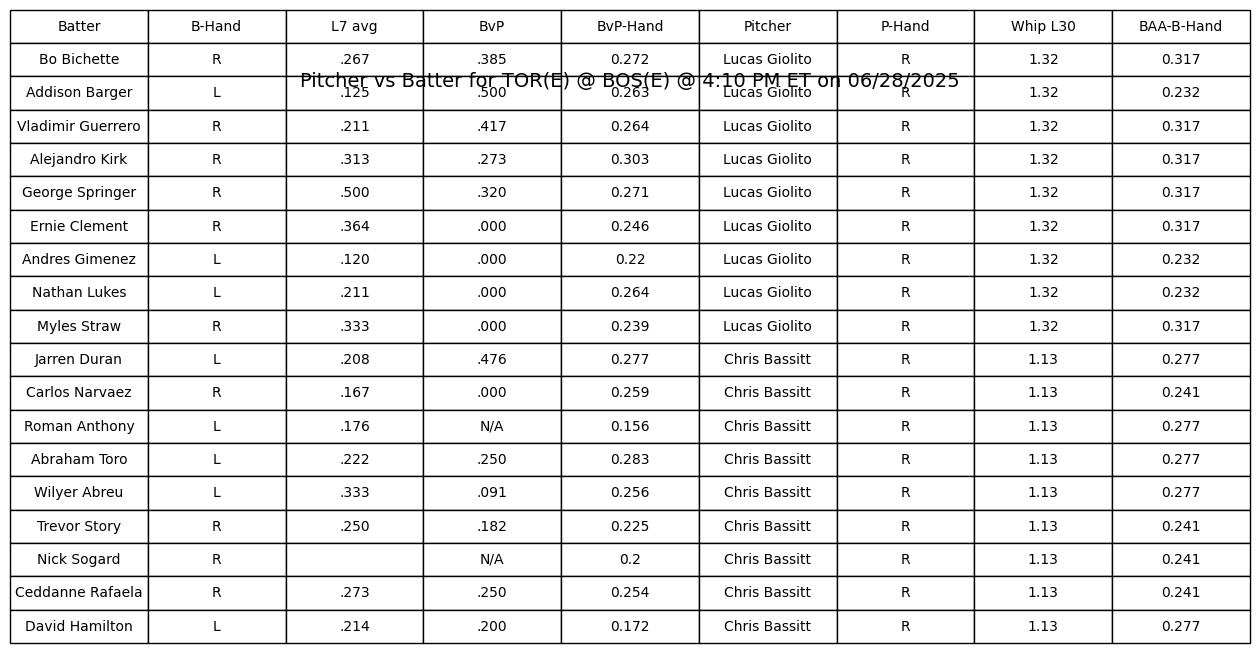 Batter B-Hand L7 avg BvP BvP-Hand Pitcher P-Hand Whip L30 BAA-B-Hand
Bo Bichette R .267 .385 0.272 Lucas Giolito R 1.32 0.317
Pitcher vs Batter for TOR(E) @ BOS(E) @ 4:10 PM ET on 06/28/2025
Addison Barger L .125 .500 0.263 Lucas Giolito R 1.32 0.232
Vladimir Guerrero R .211 .417 0.264 Lucas Giolito R 1.32 0.317
Alejandro Kirk R .313 .273 0.303 Lucas Giolito R 1.32 0.317
George Springer R .500 .320 0.271 Lucas Giolito R 1.32 0.317
Ernie Clement R .364 .000 0.246 Lucas Giolito R 1.32 0.317
Andres Gimenez L .120 .000 0.22 Lucas Giolito R 1.32 0.232
Nathan Lukes L .211 .000 0.264 Lucas Giolito R 1.32 0.232
Myles Straw R .333 .000 0.239 Lucas Giolito R 1.32 0.317
Jarren Duran L .208 .476 0.277 Chris Bassitt R 1.13 0.277
Carlos Narvaez R .167 .000 0.259 Chris Bassitt R 1.13 0.241
Roman Anthony L .176 N/A 0.156 Chris Bassitt R 1.13 0.277
Abraham Toro L .222 .250 0.283 Chris Bassitt R 1.13 0.277
Wilyer Abreu L .333 .091 0.256 Chris Bassitt R 1.13 0.277
Trevor Story R .250 .182 0.225 Chris Bassitt R 1.13 0.241
Nick Sogard R N/A 0.2 Chris Bassitt R 1.13 0.241
Ceddanne Rafaela R .273 .250 0.254 Chris Bassitt R 1.13 0.241
David Hamilton L .214 .200 0.172 Chris Bassitt R 1.13 0.277